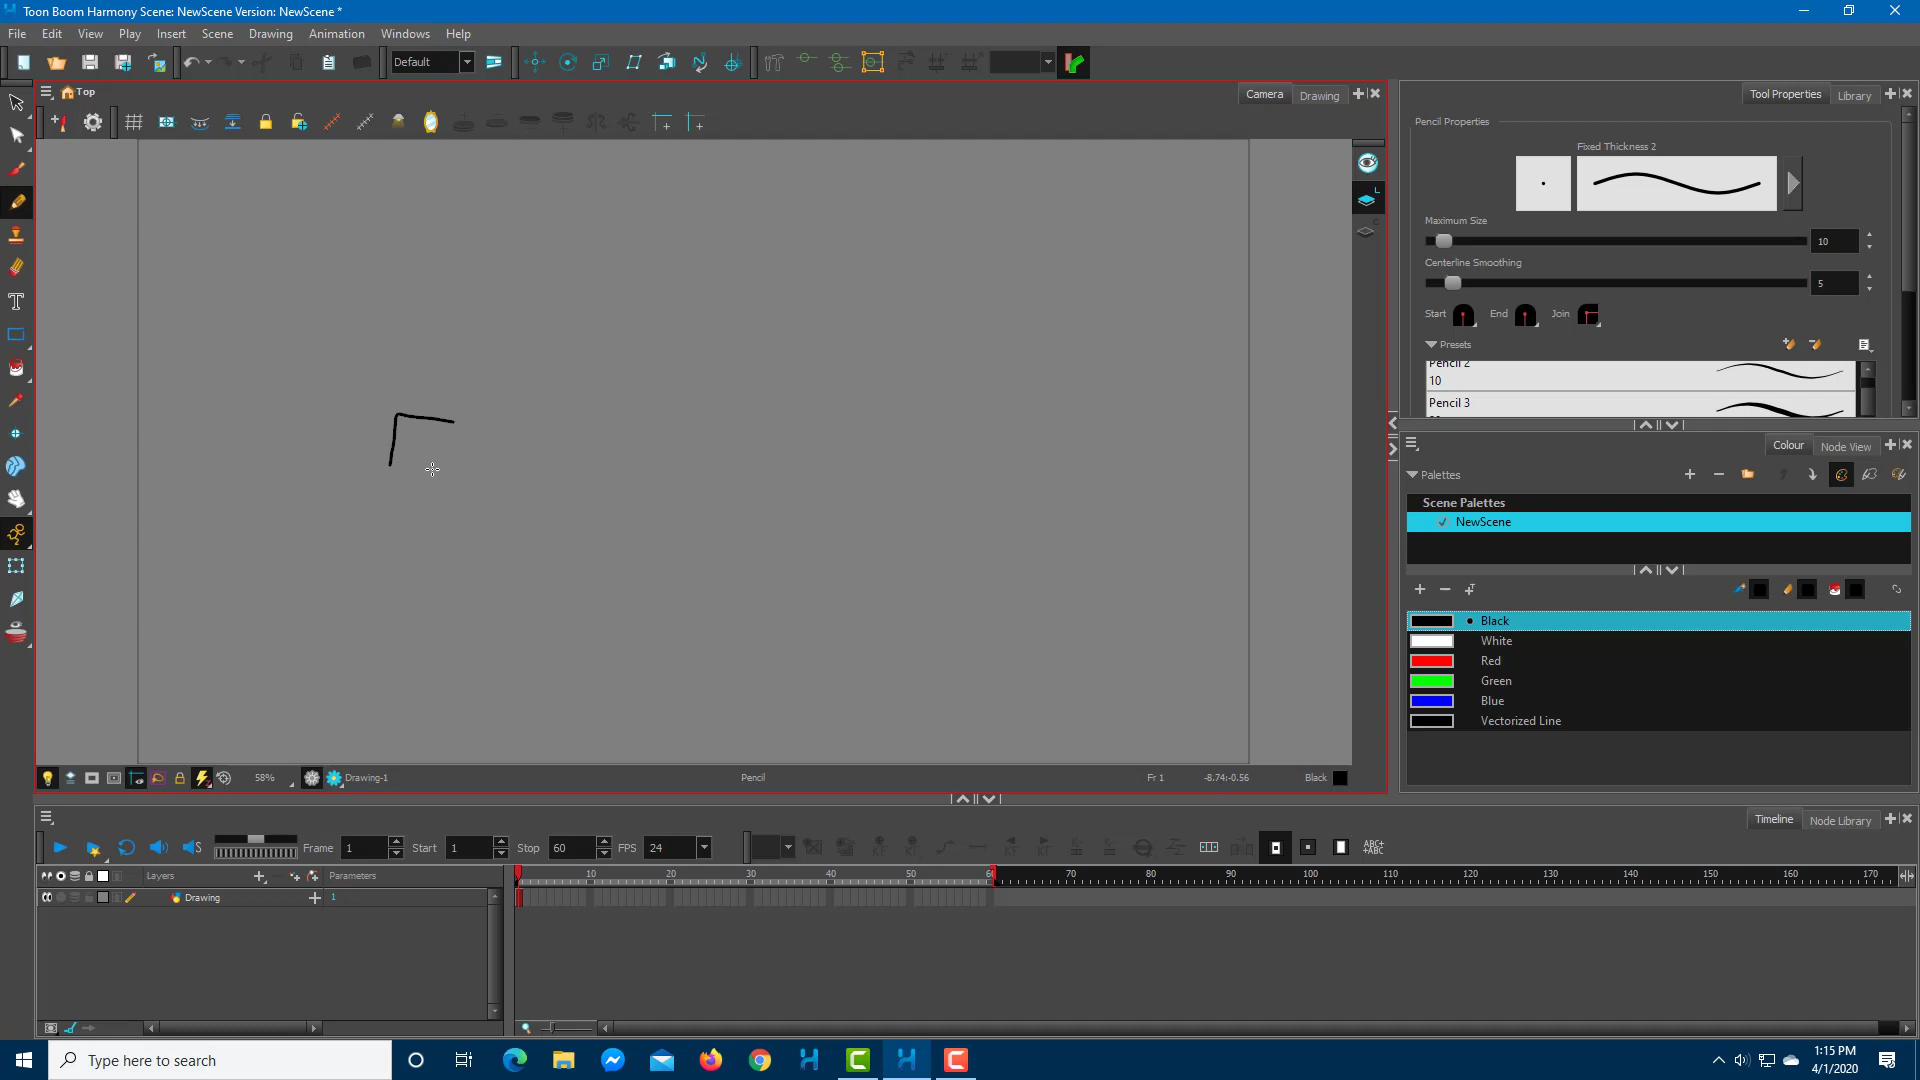 Toon Boom Harmony Scene: NewScene Version: NewScene *
File Edit View Play Insert Scene Drawing Animation Windows Help
Default
Top
Camera Drawing
Tool Properties Library
Pencil Properties
Fixed Thickness 2
Maximum Size
10
Centerline Smoothing
5
Start End Join
Presets
Pencil 2
10
Pencil 3
Colour Node View
Palettes
Scene Palettes
NewScene
Black
White
Red
Green
Blue
Vectorized Line
58% Drawing-1 Pencil Fr 1 -8.74:-0.56 Black
Timeline Node Library
Frame 1 Start 1 Stop 60 FPS 24
Layers Parameters
10 20 30 40 50 60 70 80 90 100 110 120 130 140 150 160 170
Drawing 1
Type here to search
1:15 PM
4/1/2020